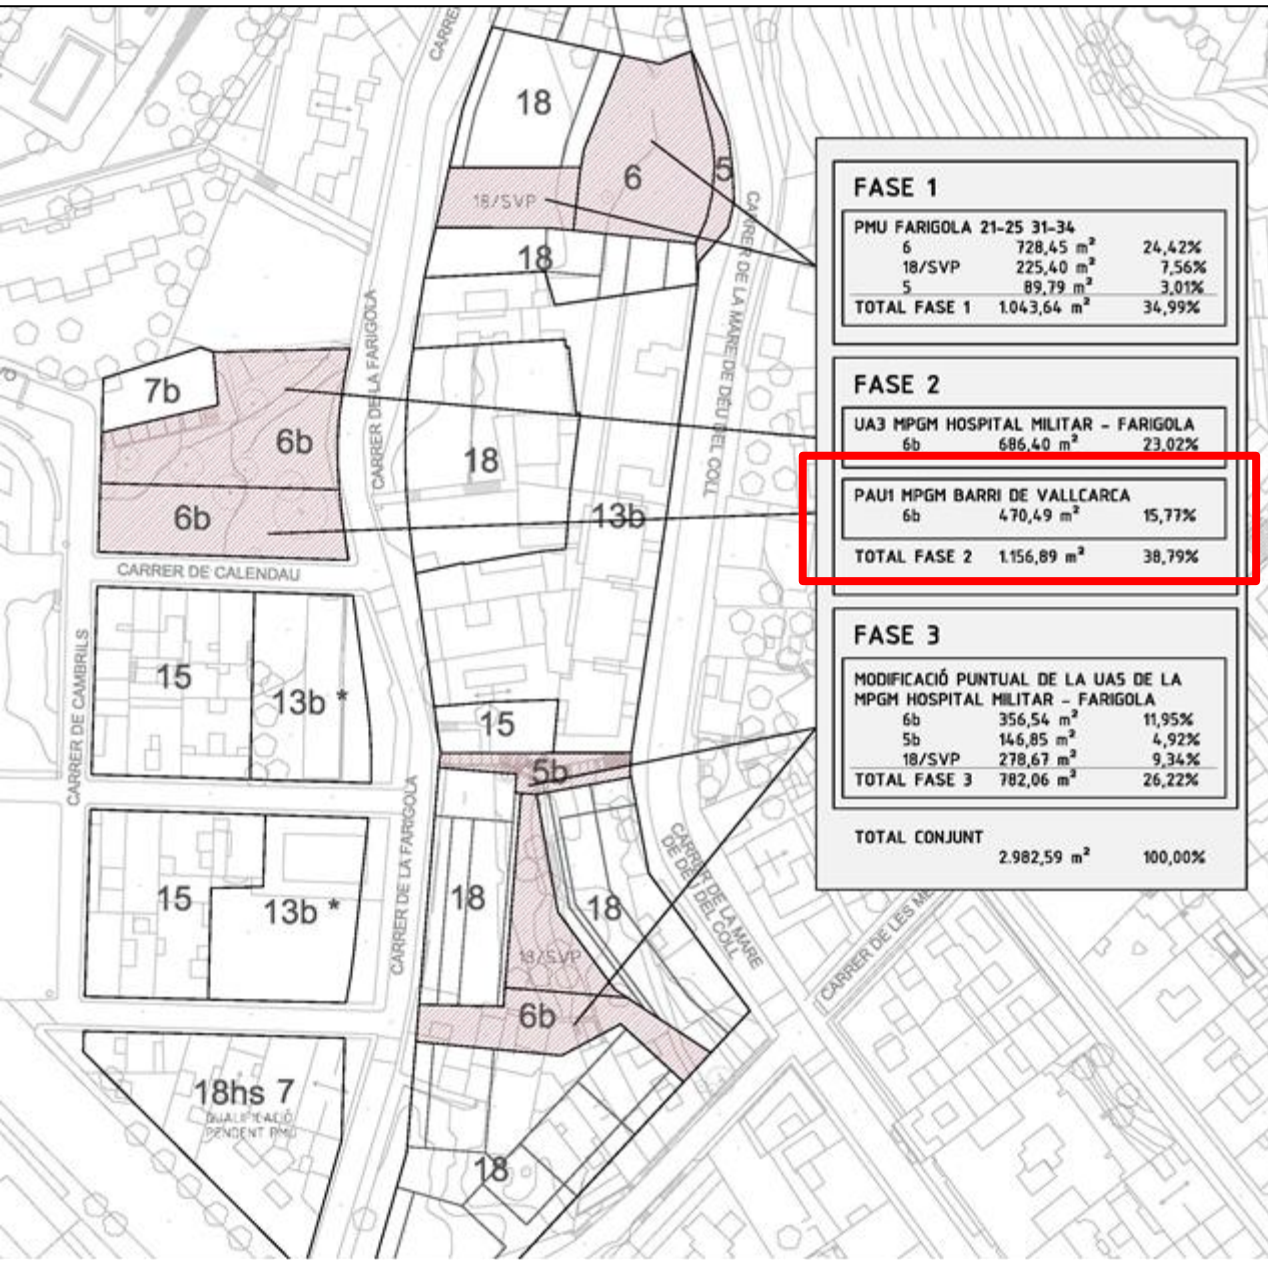 CARRER
18
6
5
18/SVP
18
CARRER DE LA MARE DE DÉU DEL COLL
CARRER DE LA FARIGOLA
7b
6b
6b
18
13b
CARRER DE CALENDAU
15
13b *
CARRER DE CAMBRILS
15
5b
CARRER DE LA FARIGOLA
15
13b *
18
18
CARRER DE LA MARE
DE DÉU DEL COLL
18/SVP
6b
CARRER DE LES
18hs 7
QUALIFICACIÓ
PENDENT PMU
18
FASE 1
PMU FARIGOLA 21-25 31-34
6 728,45 m² 24,42%
18/SVP 225,40 m² 7,56%
5 89,79 m² 3,01%
TOTAL FASE 1 1.043,64 m² 34,99%
FASE 2
UA3 MPGM HOSPITAL MILITAR - FARIGOLA
6b 686,40 m² 23,02%
PAU1 MPGM BARRI DE VALLCARCA
6b 470,49 m² 15,77%
TOTAL FASE 2 1.156,89 m² 38,79%
FASE 3
MODIFICACIÓ PUNTUAL DE LA UA5 DE LA
MPGM HOSPITAL MILITAR - FARIGOLA
6b 356,54 m² 11,95%
5b 146,85 m² 4,92%
18/SVP 278,67 m² 9,34%
TOTAL FASE 3 782,06 m² 26,22%
TOTAL CONJUNT
2.982,59 m² 100,00%